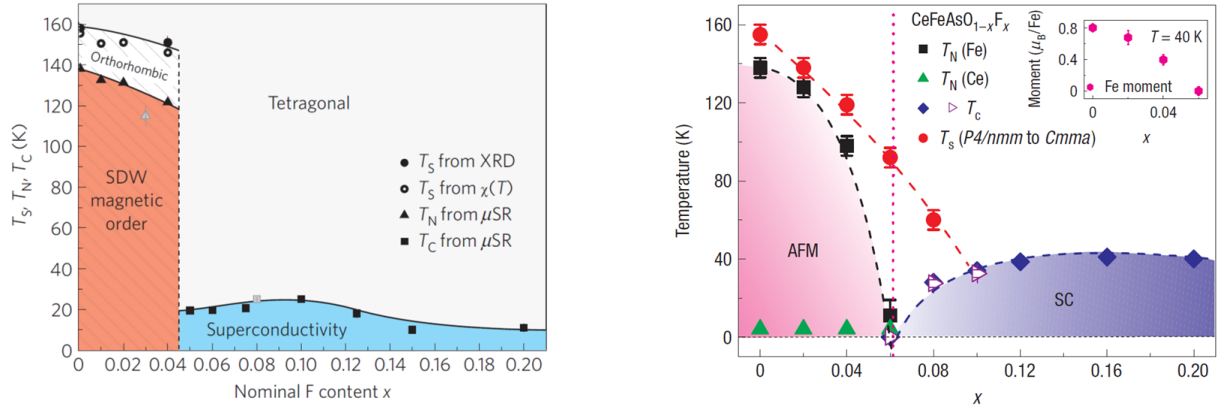 160
140
120
100
80
60
40
20
0
T_S, T_N, T_C (K)
Orthorhombic
Tetragonal
SDW
magnetic
order
T_S from XRD
T_S from χ(T)
T_N from μSR
T_C from μSR
Superconductivity
0 0.02 0.04 0.06 0.08 0.10 0.12 0.14 0.16 0.18 0.20
Nominal F content x
160
120
80
40
0
Temperature (K)
CeFeAsO_{1–x}F_x
T_N (Fe)
T_N (Ce)
T_c
T_s (P4/nmm to Cmma)
0.8
0.4
0
Moment (μ_B/Fe)
T = 40 K
Fe moment
0 0.04
x
AFM
SC
0 0.04 0.08 0.12 0.16 0.20
x